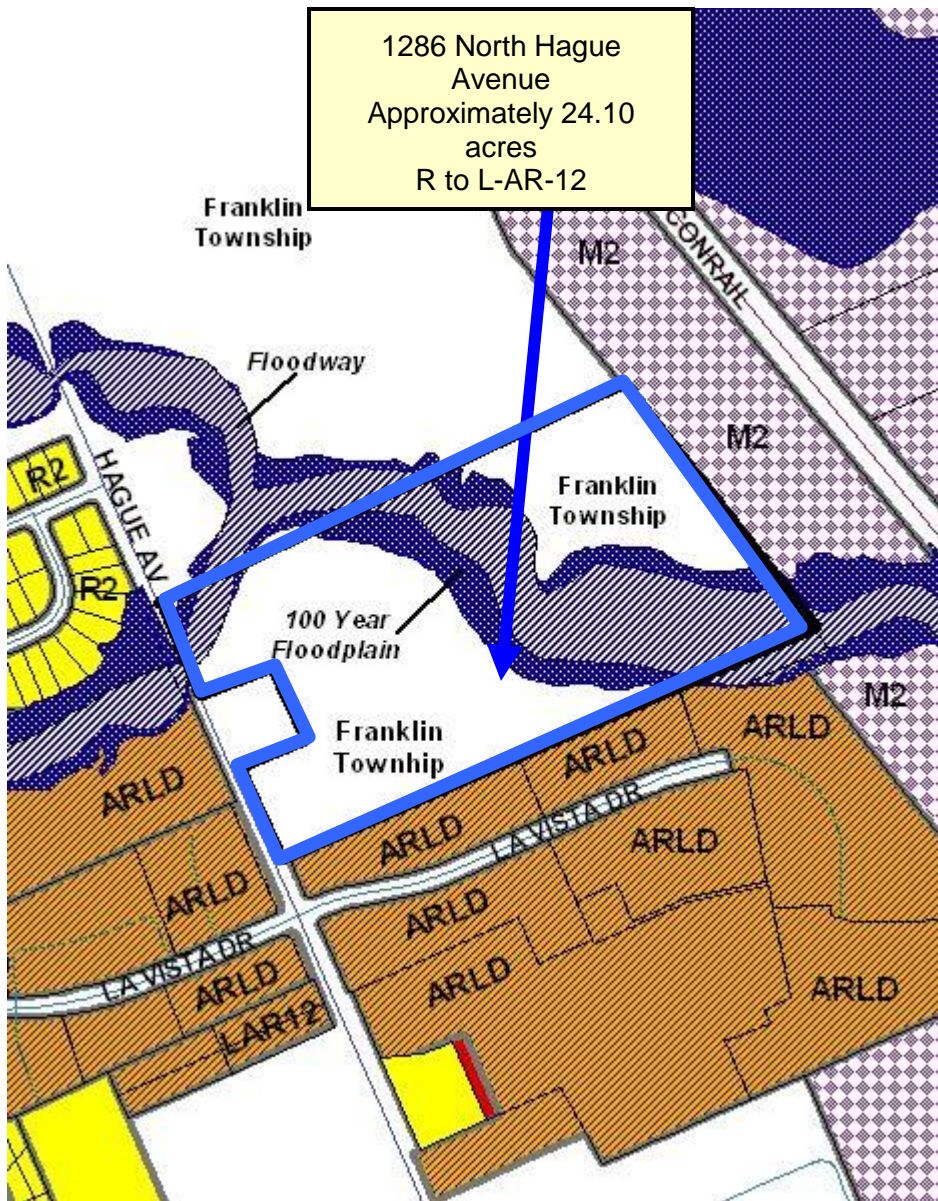 1286 North Hague
Avenue
Approximately 24.10
acres
R to L-AR-12
Franklin
Township
M2
CONRAIL
Floodway
M2
R2
HAGUE AV
Franklin
Township
R2
100 Year
Floodplain
M2
Franklin
Townhip
ARLD
ARLD
ARLD
ARLD
LA VISTA DR
ARLD
ARLD
ARLD
ARLD
LA VISTA DR
ARLD
ARLD
ARLD
LAR12